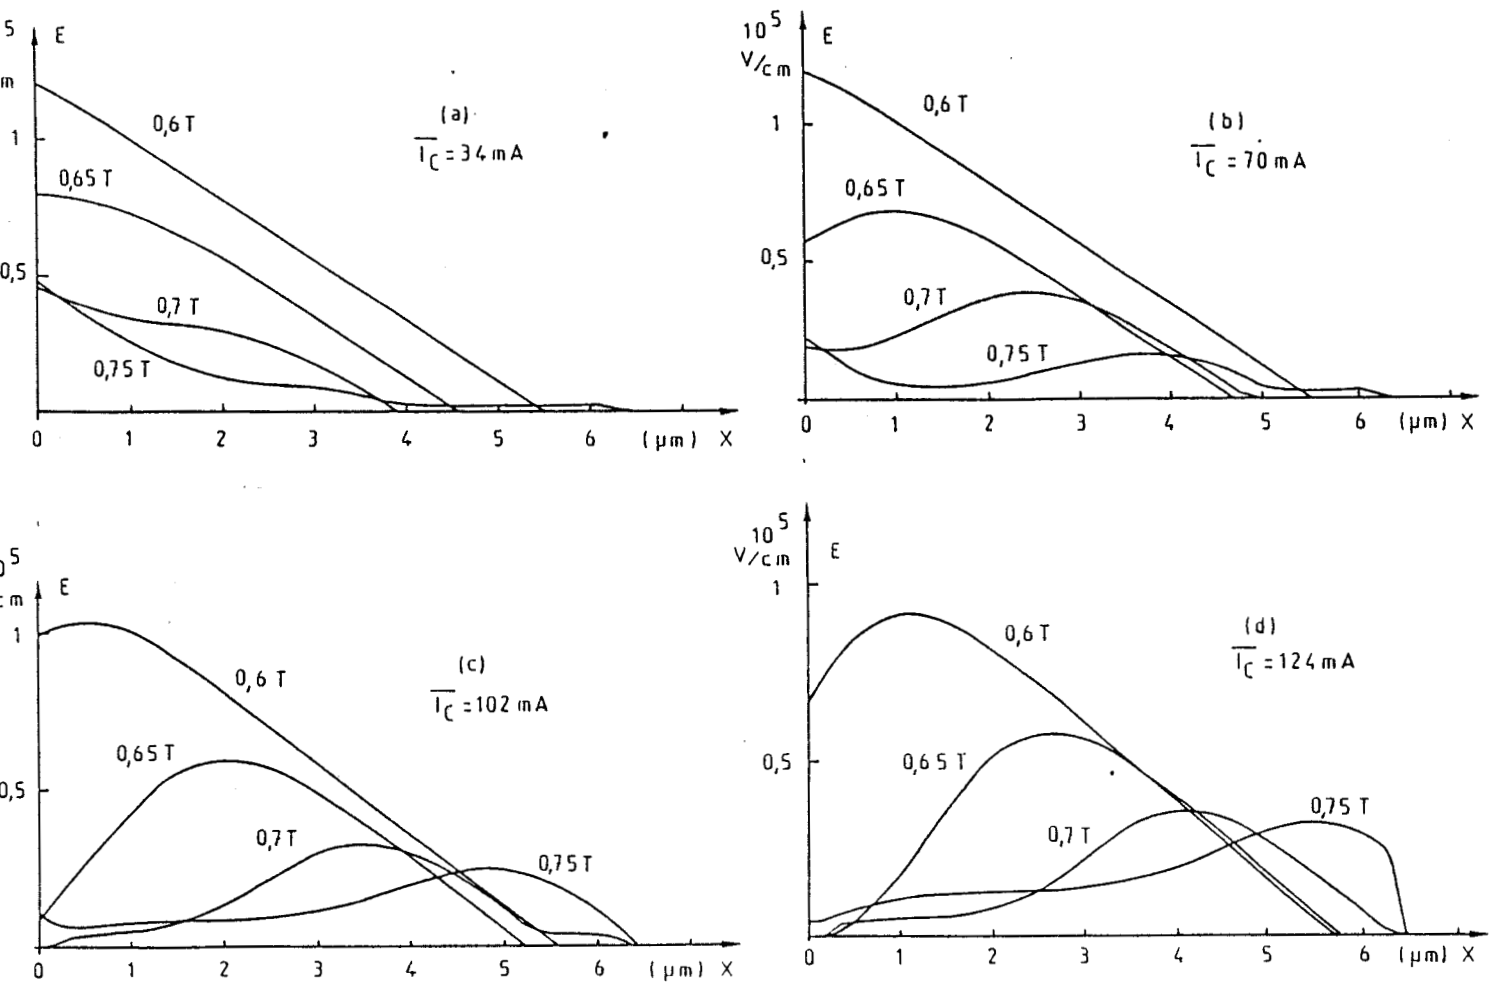 5 E
m
1
0,5
0,6 T
0,65 T
0,7 T
0,75 T
(a)
I_C = 34 mA
0 1 2 3 4 5 6 (μm) X
10^5 E
V/cm
1
0,5
0,6 T
0,65 T
0,7 T
0,75 T
(b)
I_C = 70 mA
0 1 2 3 4 5 6 (μm) X
0^5 E
cm
1
0,5
0,6 T
0,65 T
0,7 T
0,75 T
(c)
I_C = 102 mA
0 1 2 3 4 5 6 (μm) X
10^5 E
V/cm
1
0,5
0,6 T
0,65 T
0,7 T
0,75 T
(d)
I_C = 124 mA
0 1 2 3 4 5 6 (μm) X